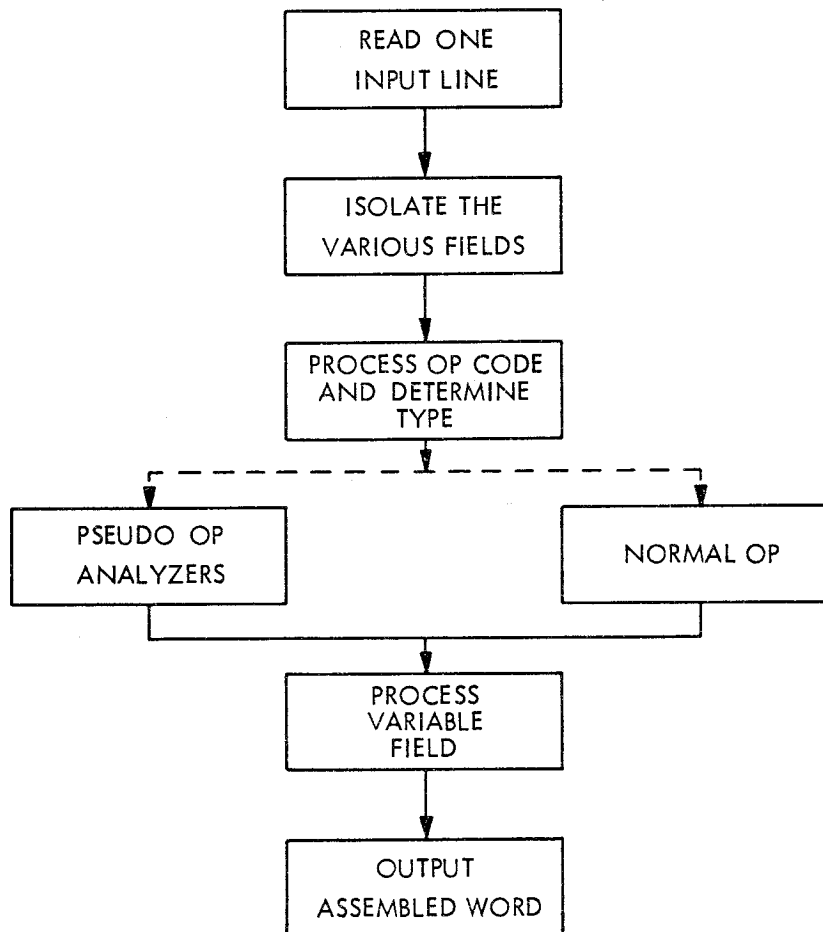 READ ONE
INPUT LINE
ISOLATE THE
VARIOUS FIELDS
PROCESS OP CODE
AND DETERMINE
TYPE
PSEUDO OP
ANALYZERS
NORMAL OP
PROCESS
VARIABLE
FIELD
OUTPUT
ASSEMBLED WORD